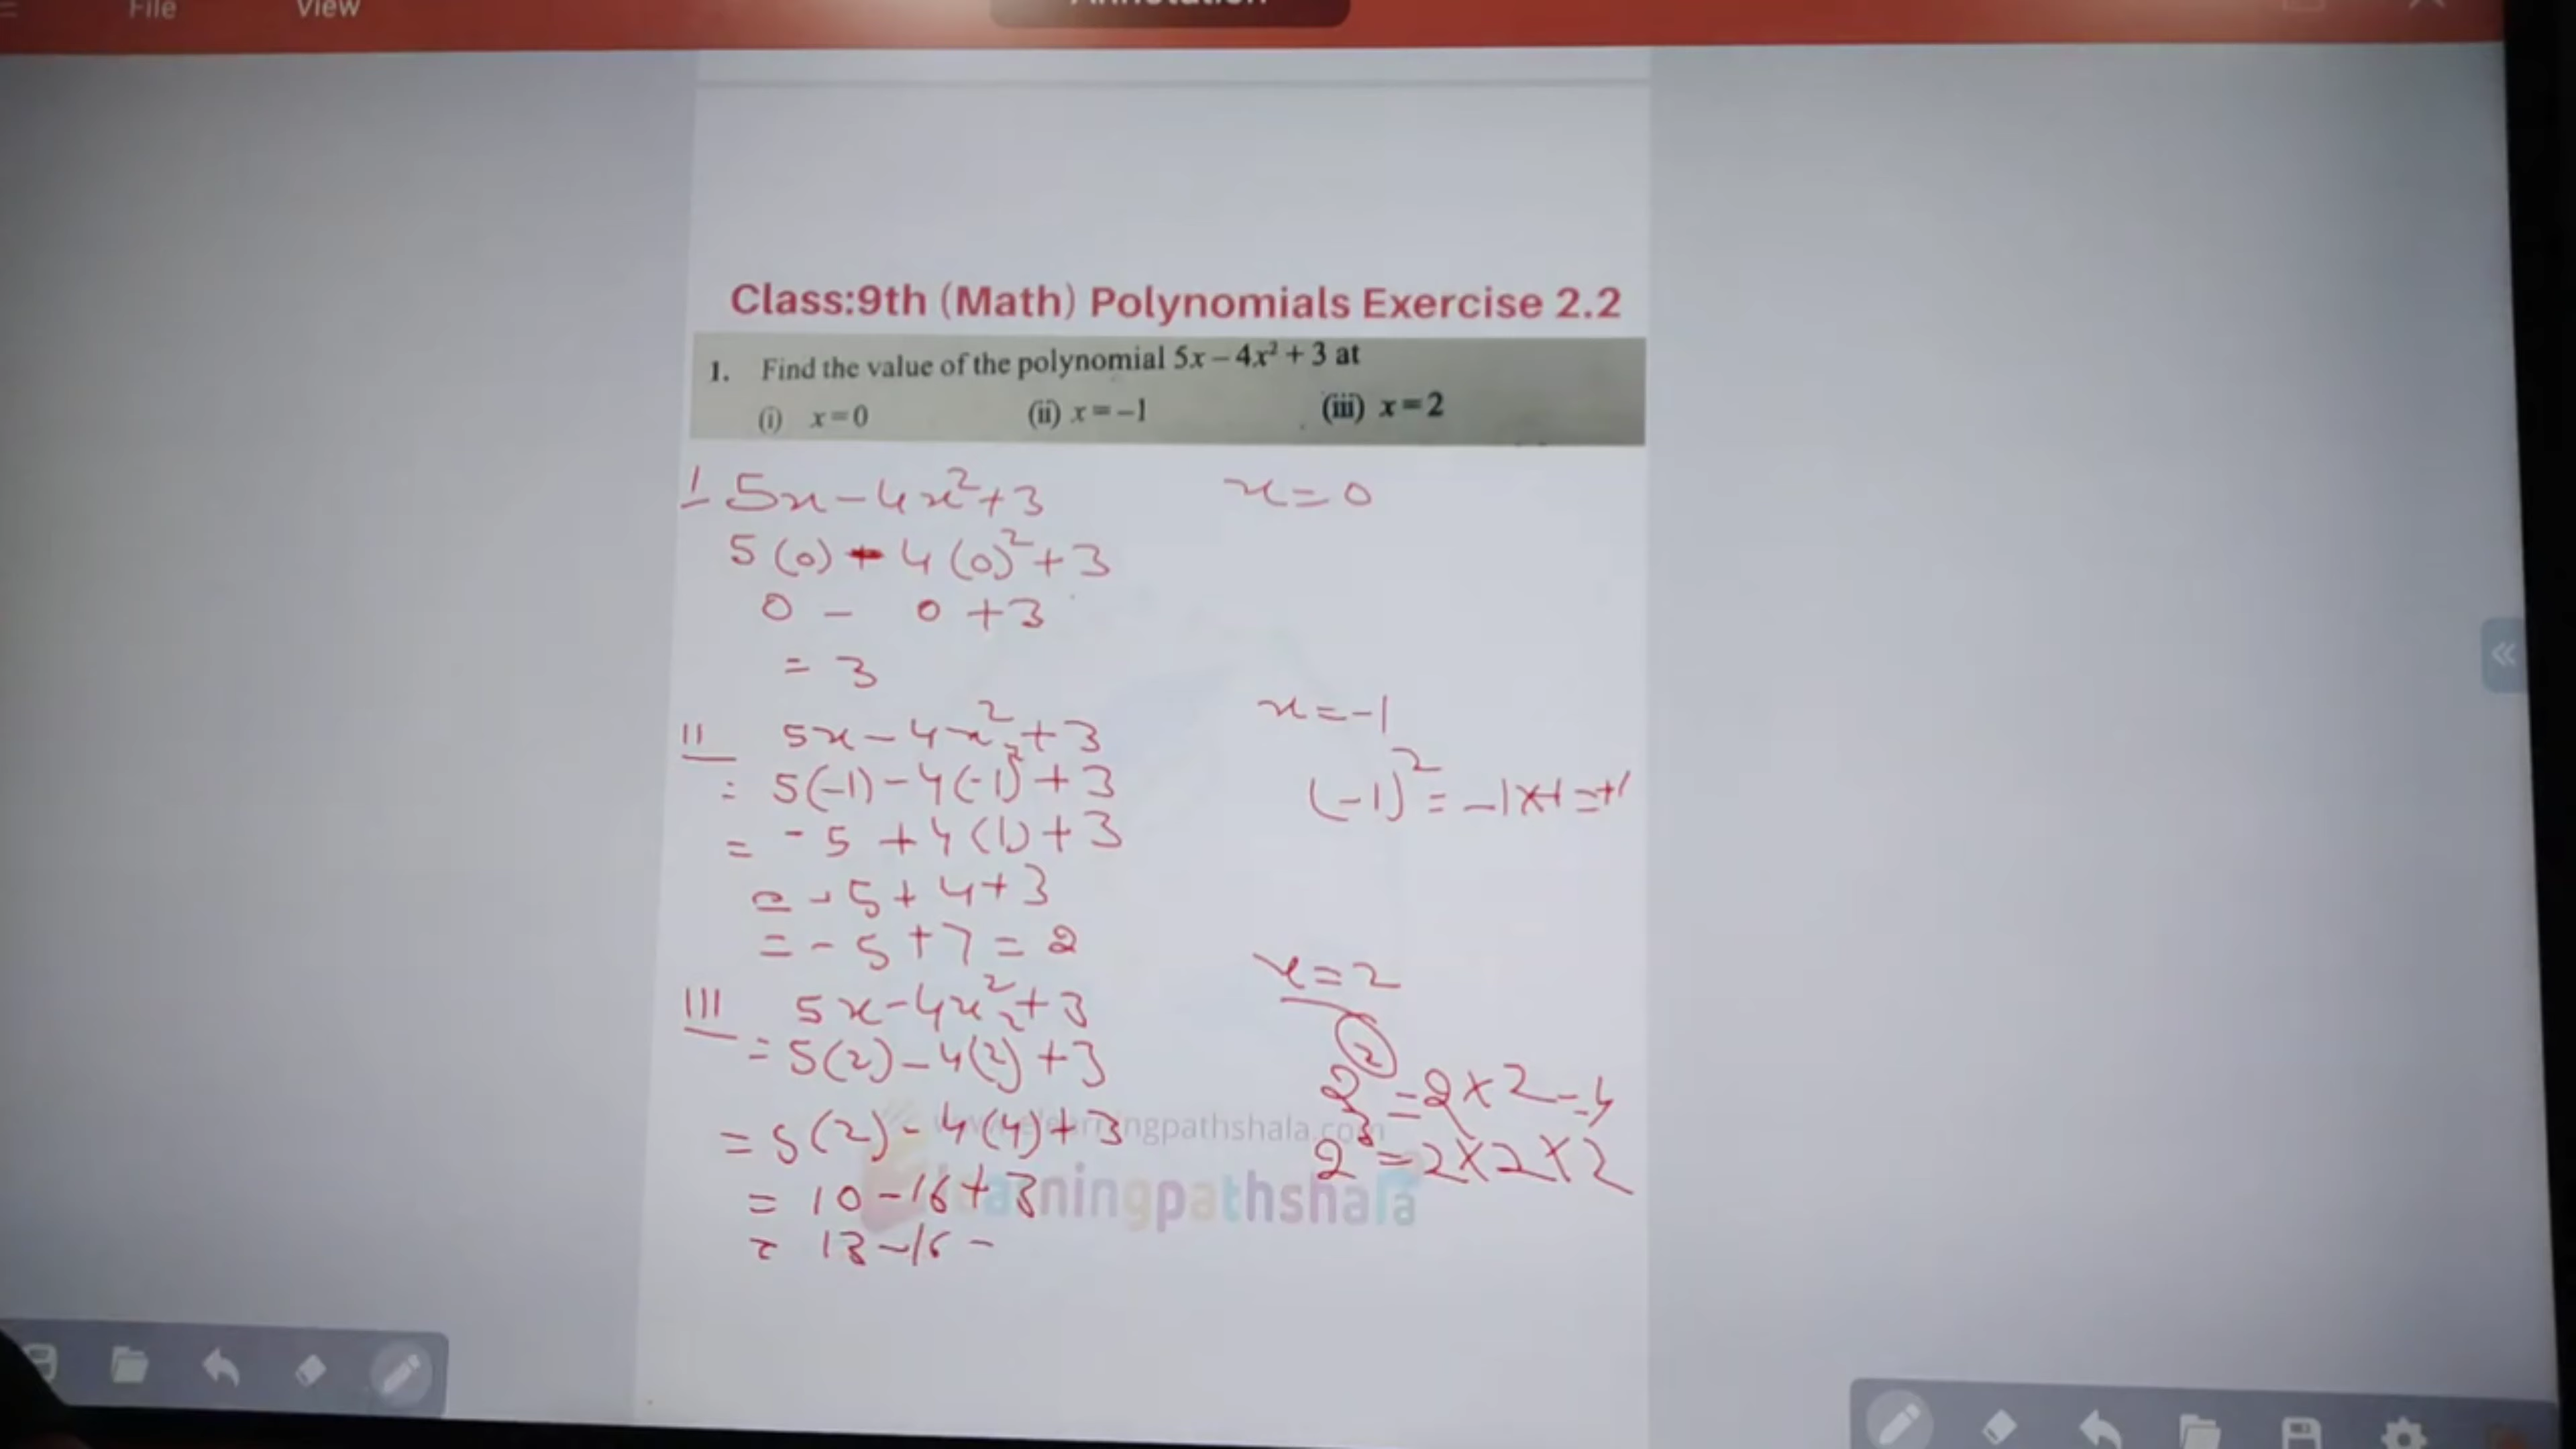 File View Annotation
Class:9th (Math) Polynomials Exercise 2.2
1. Find the value of the polynomial 5x – 4x² + 3 at
(i) x = 0 (ii) x = –1 (iii) x = 2
I 5x - 4x² + 3 x = 0
5(0) - 4(0)² + 3
0 - 0 + 3
= 3
II 5x - 4x² + 3 x = -1
= 5(-1) - 4(-1)² + 3 (-1)² = -1 x -1 = +1
= -5 + 4(1) + 3
= -5 + 4 + 3
= -5 + 7 = 2
III 5x - 4x² + 3 x = 2
= 5(2) - 4(2)² + 3 2² = 2 x 2 = 4
= 5(2) - 4(4) + 3 2³ = 2 x 2 x 2
= 10 - 16 + 3
= 13 - 16 -
ngpathshala.com
rningpathshala